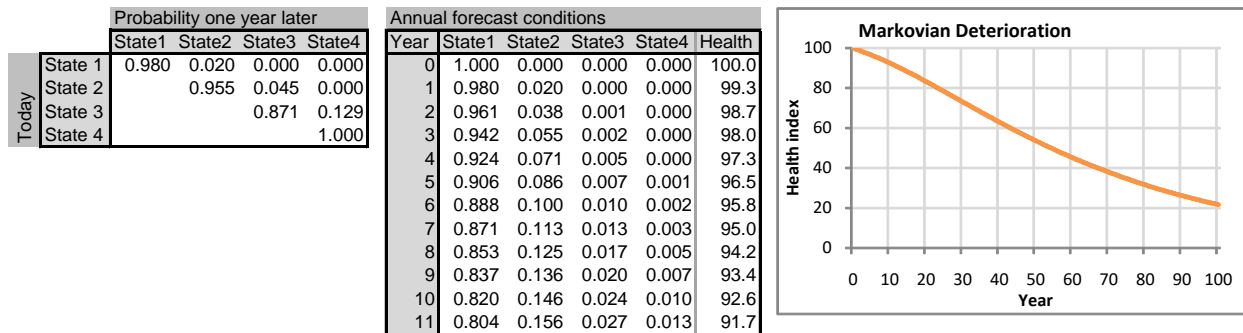 Probability one year later
State1 State2 State3 State4
Today
State 1 0.980 0.020 0.000 0.000
State 2 0.955 0.045 0.000
State 3 0.871 0.129
State 4 1.000
Annual forecast conditions
Year State1 State2 State3 State4 Health
0 1.000 0.000 0.000 0.000 100.0
1 0.980 0.020 0.000 0.000 99.3
2 0.961 0.038 0.001 0.000 98.7
3 0.942 0.055 0.002 0.000 98.0
4 0.924 0.071 0.005 0.000 97.3
5 0.906 0.086 0.007 0.001 96.5
6 0.888 0.100 0.010 0.002 95.8
7 0.871 0.113 0.013 0.003 95.0
8 0.853 0.125 0.017 0.005 94.2
9 0.837 0.136 0.020 0.007 93.4
10 0.820 0.146 0.024 0.010 92.6
11 0.804 0.156 0.027 0.013 91.7
Markovian Deterioration
Health index
100
80
60
40
20
0
0 10 20 30 40 50 60 70 80 90 100
Year